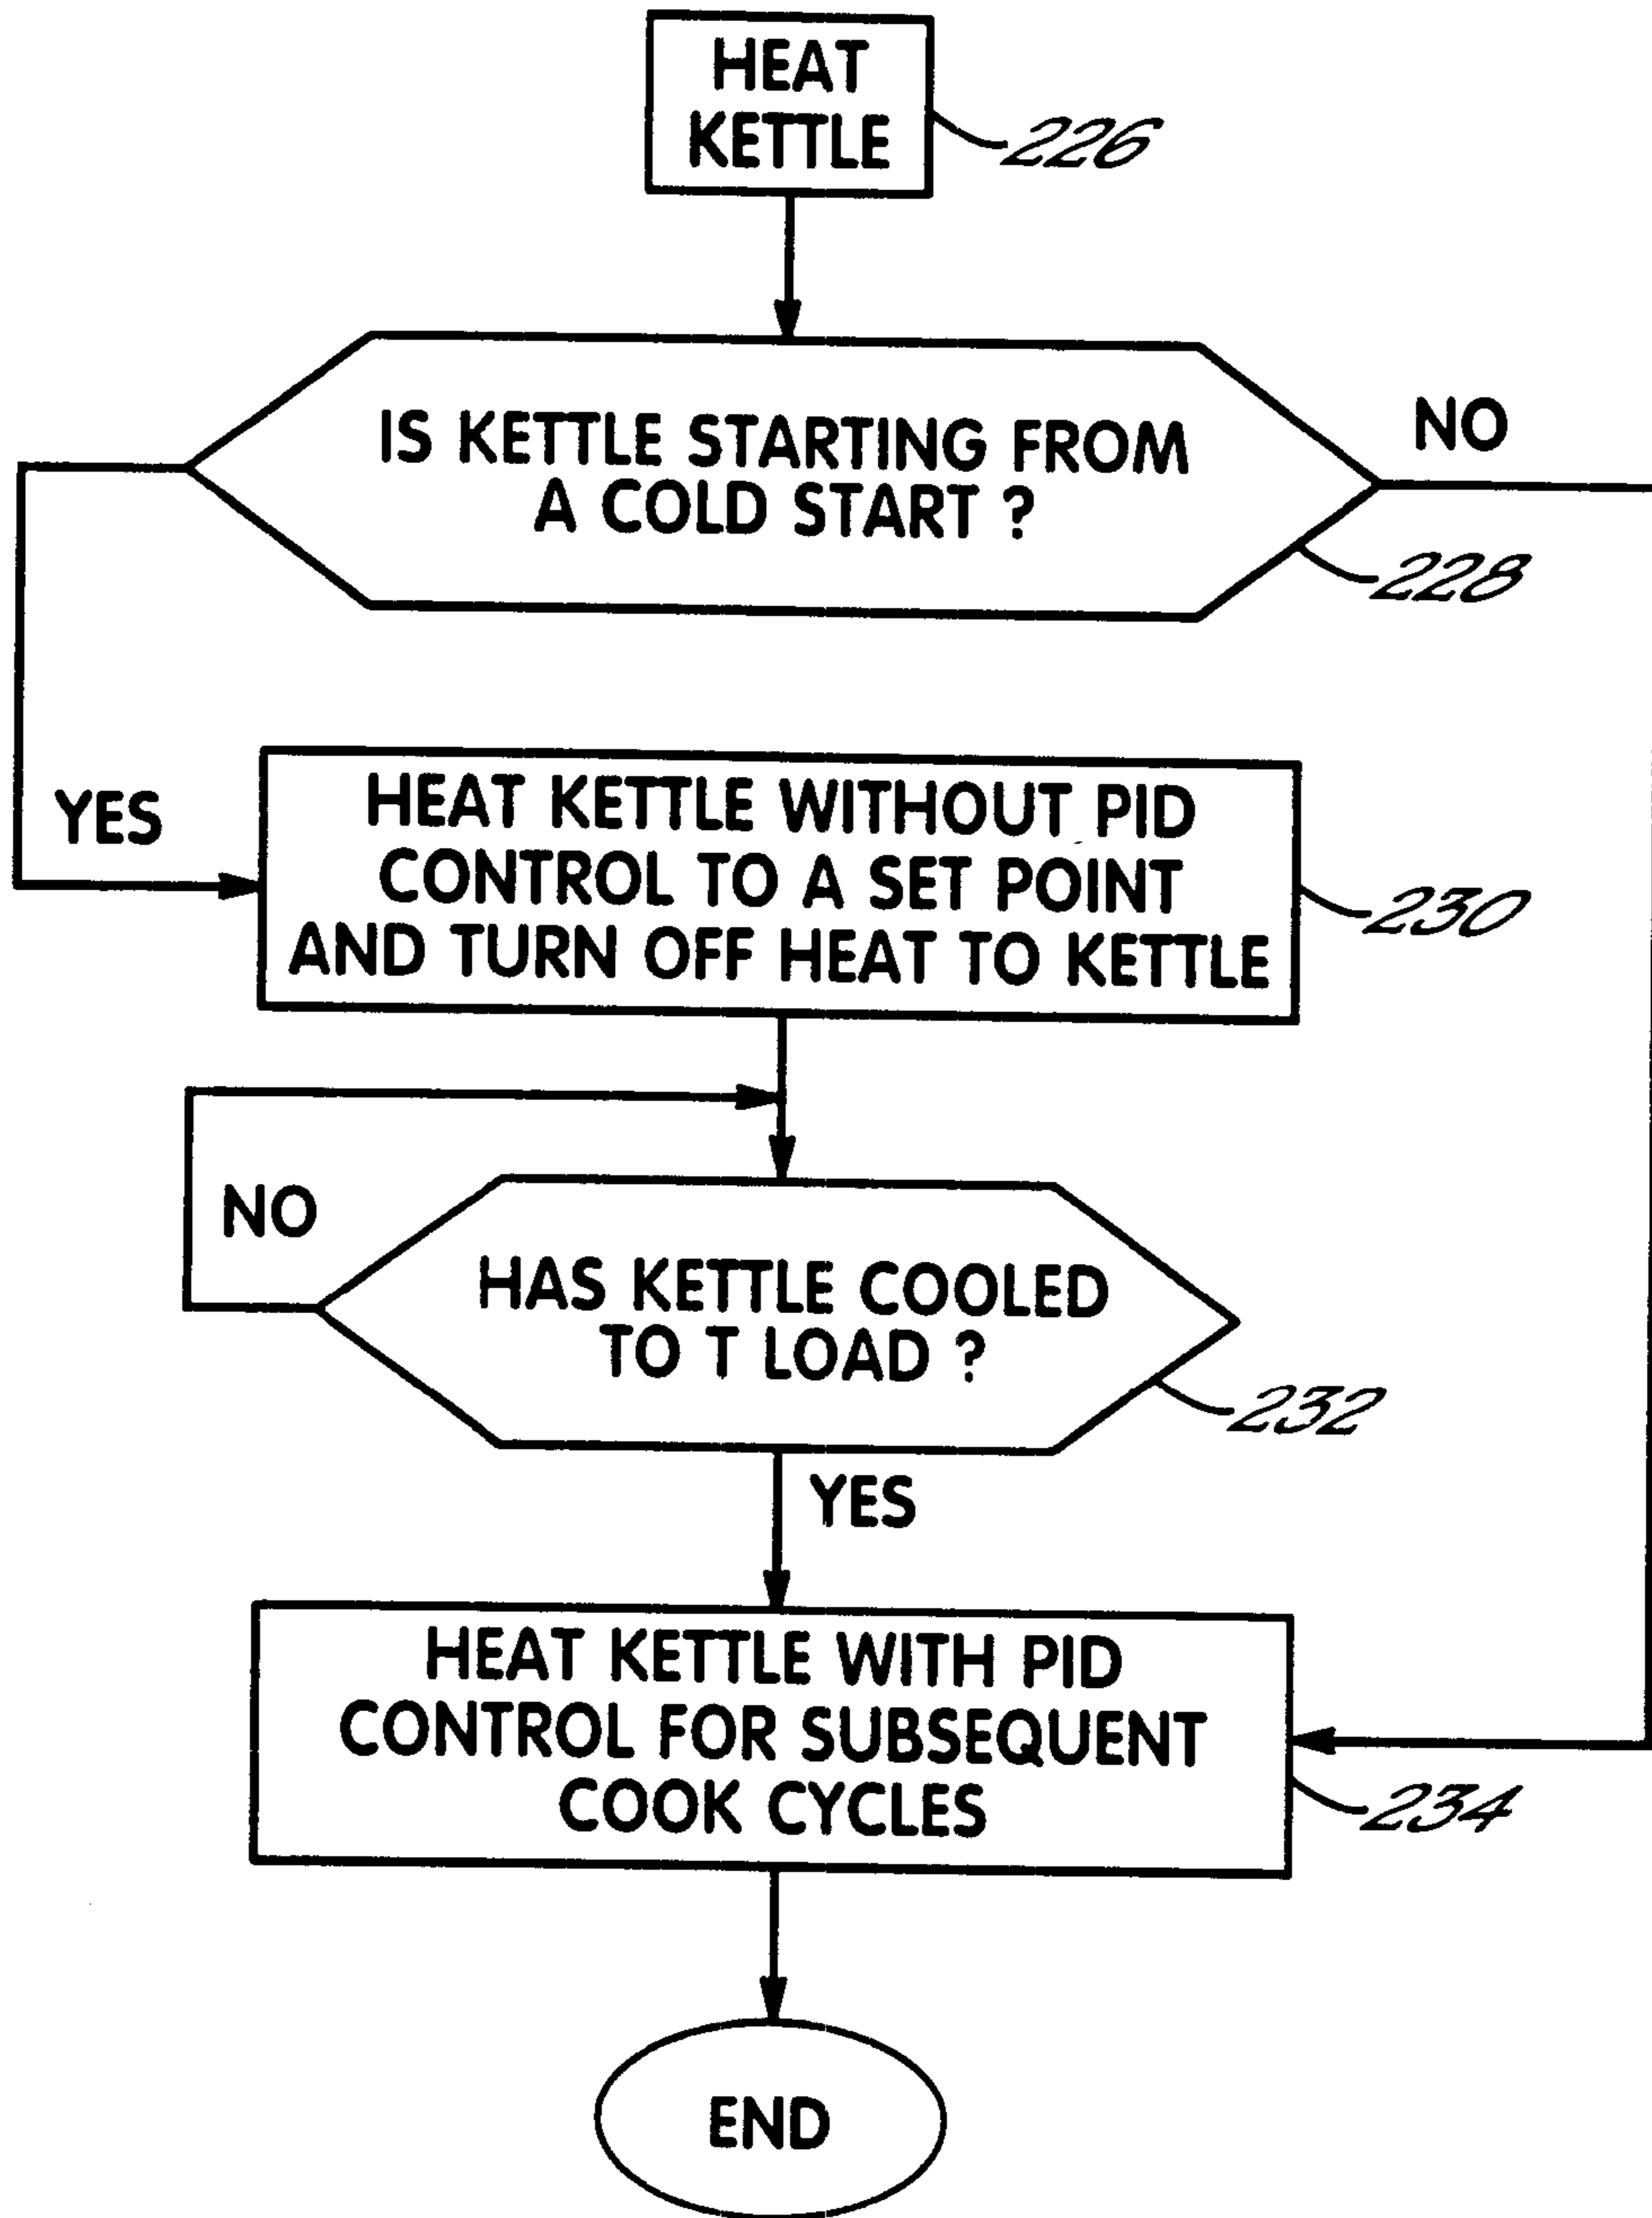 HEAT
KETTLE
226
IS KETTLE STARTING FROM
A COLD START ?
NO
228
YES
HEAT KETTLE WITHOUT PID
CONTROL TO A SET POINT
AND TURN OFF HEAT TO KETTLE
230
NO
HAS KETTLE COOLED
TO T LOAD ?
232
YES
HEAT KETTLE WITH PID
CONTROL FOR SUBSEQUENT
COOK CYCLES
234
END